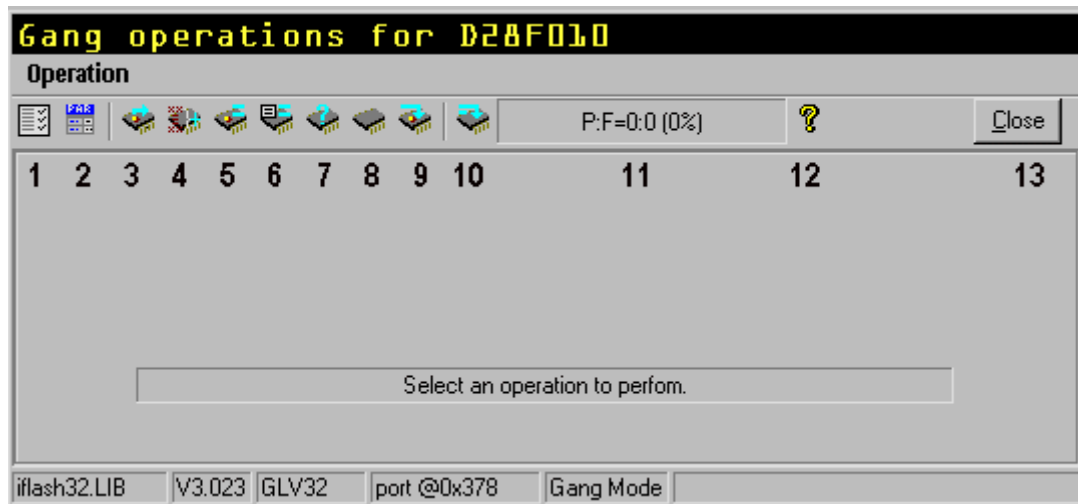 Gang operations for D28F010
Operation
PAR P:F=0:0 (0%) ? Close
1 2 3 4 5 6 7 8 9 10 11 12 13
Select an operation to perfom.
iflash32.LIB V3.023 GLV32 port @0x378 Gang Mode